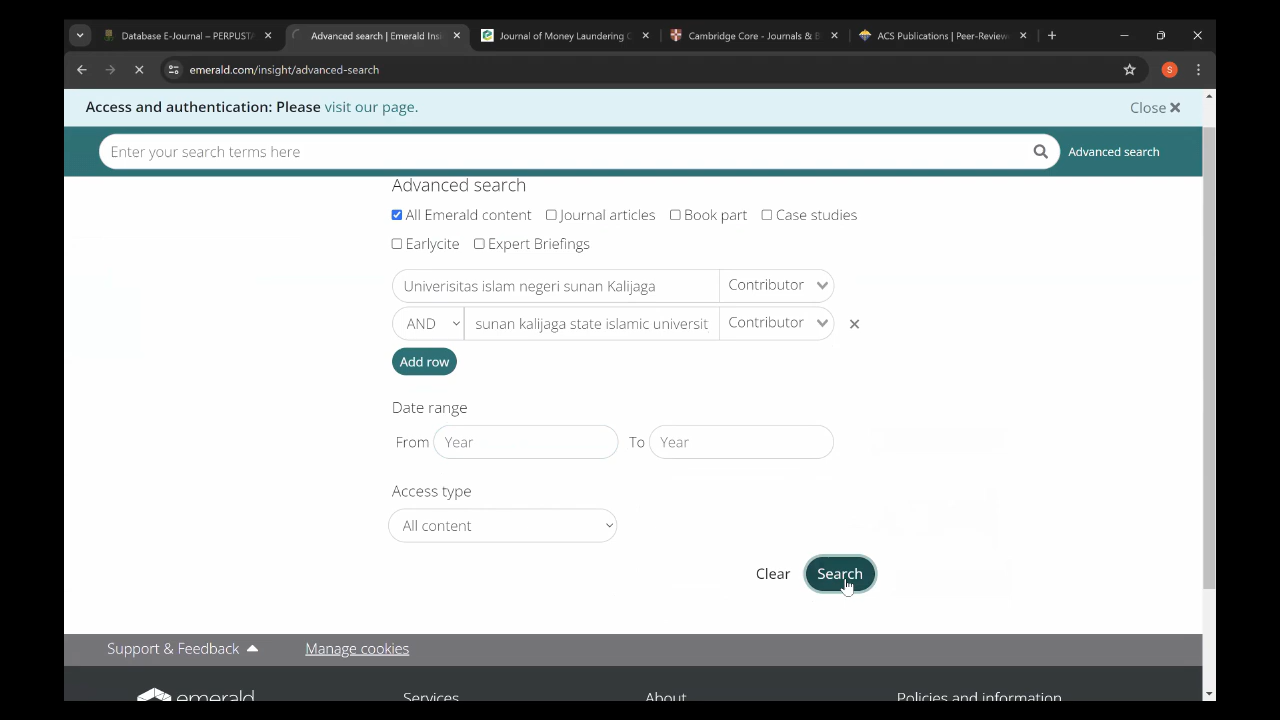 Database E-Journal – PERPUST
Advanced search | Emerald Insi
Journal of Money Laundering C
Cambridge Core - Journals & B
ACS Publications | Peer-Review
emerald.com/insight/advanced-search
S
Access and authentication: Please visit our page.
Close
Enter your search terms here
Advanced search
Advanced search
All Emerald content Journal articles Book part Case studies
Earlycite Expert Briefings
Univerisitas islam negeri sunan Kalijaga Contributor
AND sunan kalijaga state islamic universit Contributor
Add row
Date range
From Year To Year
Access type
All content
Clear Search
Support & Feedback Manage cookies
emerald Services About Policies and information